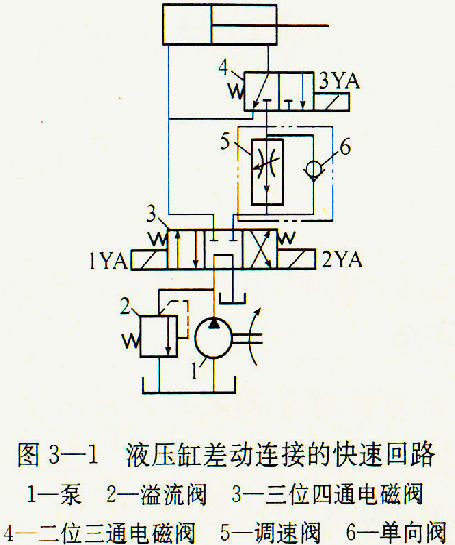 4
3YA
5
6
3
1YA
2YA
2
1
图 3—1 液压缸差动连接的快速回路
1—泵 2—溢流阀 3—三位四通电磁阀
4—二位三通电磁阀 5—调速阀 6—单向阀